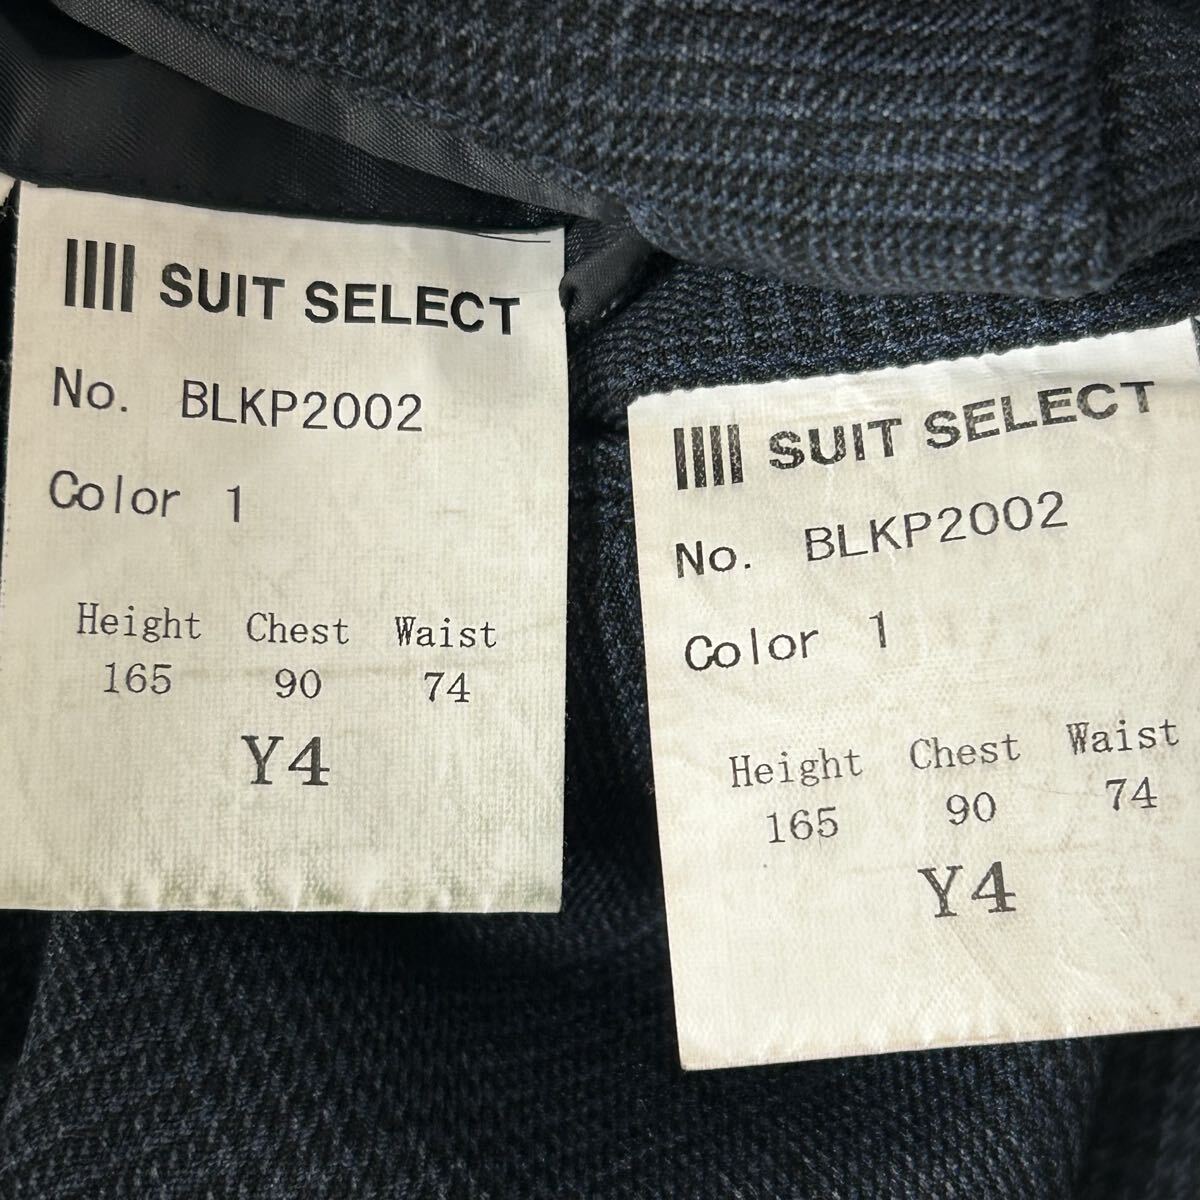 SUIT SELECT
No. BLKP2002
Color 1
Height Chest Waist
165 90 74
Y4
SUIT SELECT
No. BLKP2002
Color 1
Height Chest Waist
165 90 74
Y4